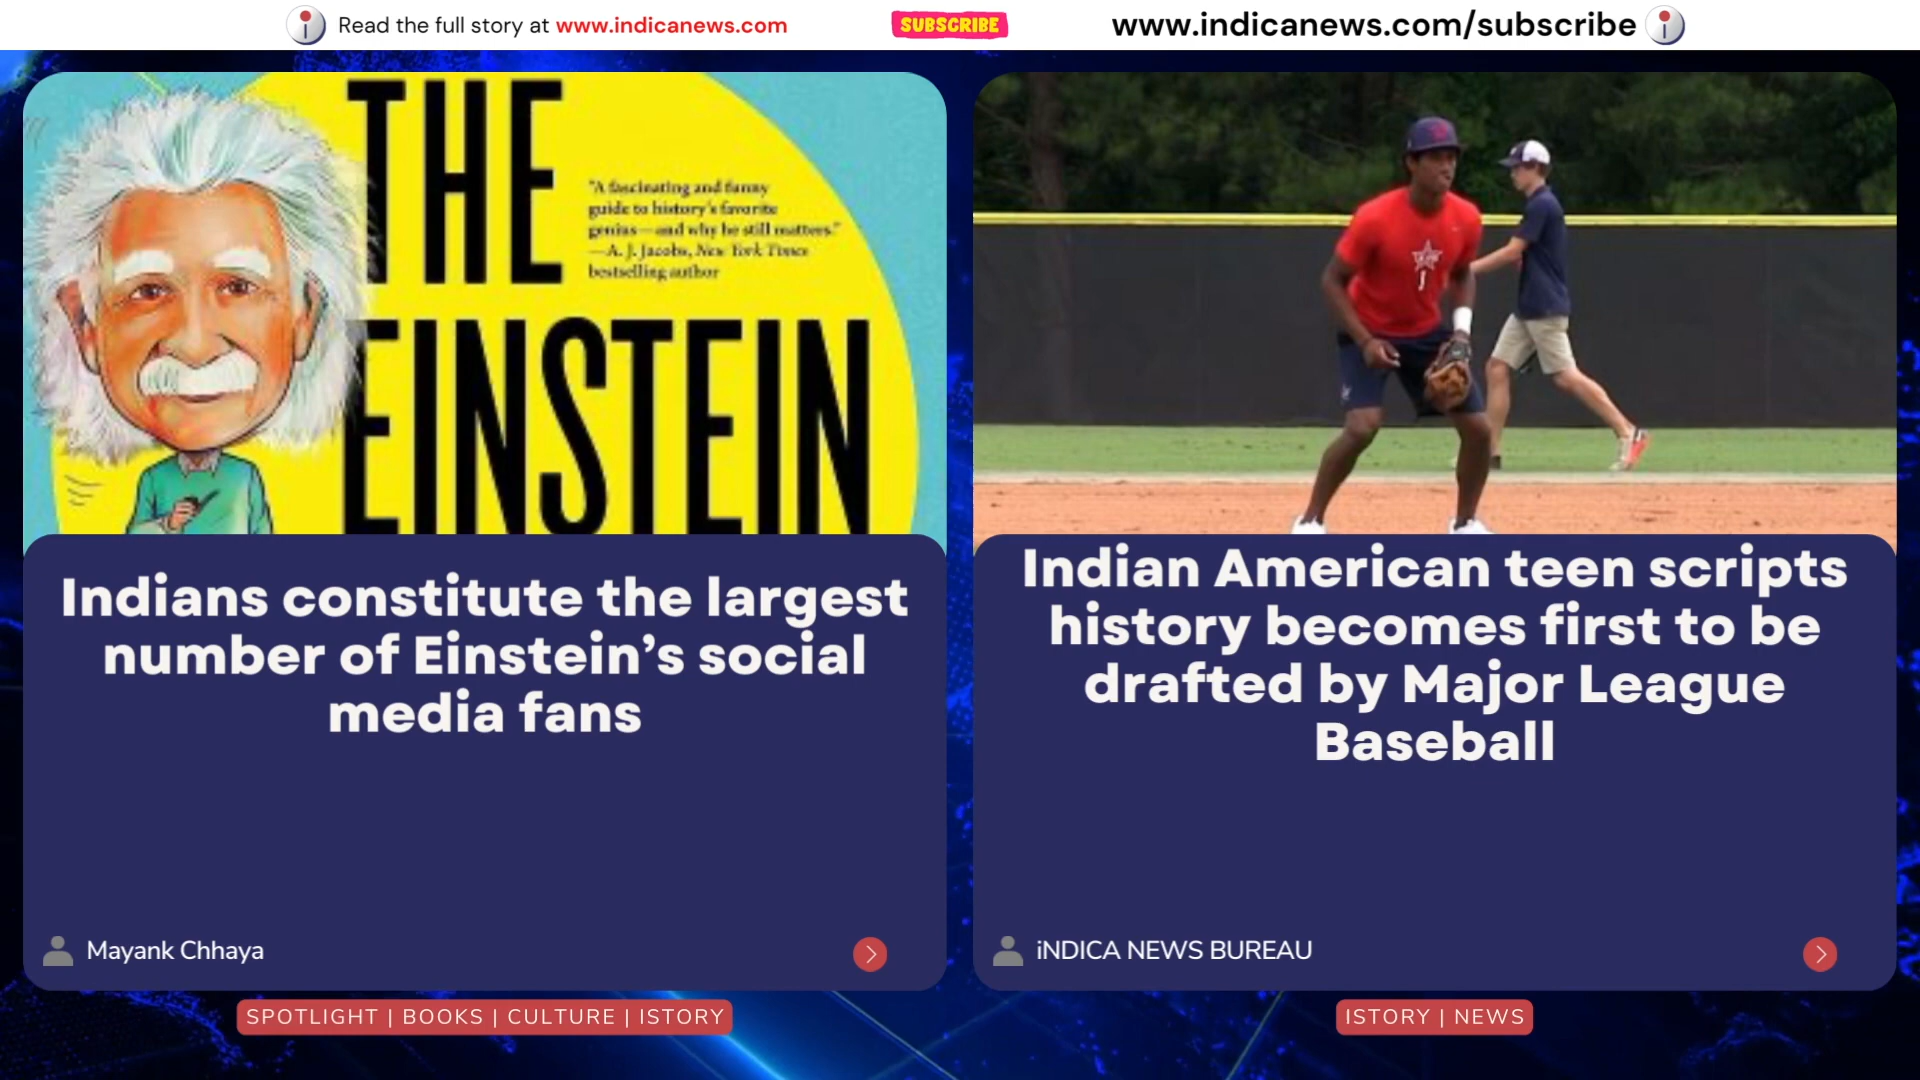 Read the full story at www.indicanews.com
SUBSCRIBE
www.indicanews.com/subscribe
THE
EINSTEIN
"A fascinating and funny
guide to history's favorite
genius—and why he still matters."
—A. J. Jacobs, New York Times
bestselling author
Indians constitute the largest
number of Einstein’s social
media fans
Mayank Chhaya
SPOTLIGHT | BOOKS | CULTURE | ISTORY
Indian American teen scripts
history becomes first to be
drafted by Major League
Baseball
iNDICA NEWS BUREAU
ISTORY | NEWS